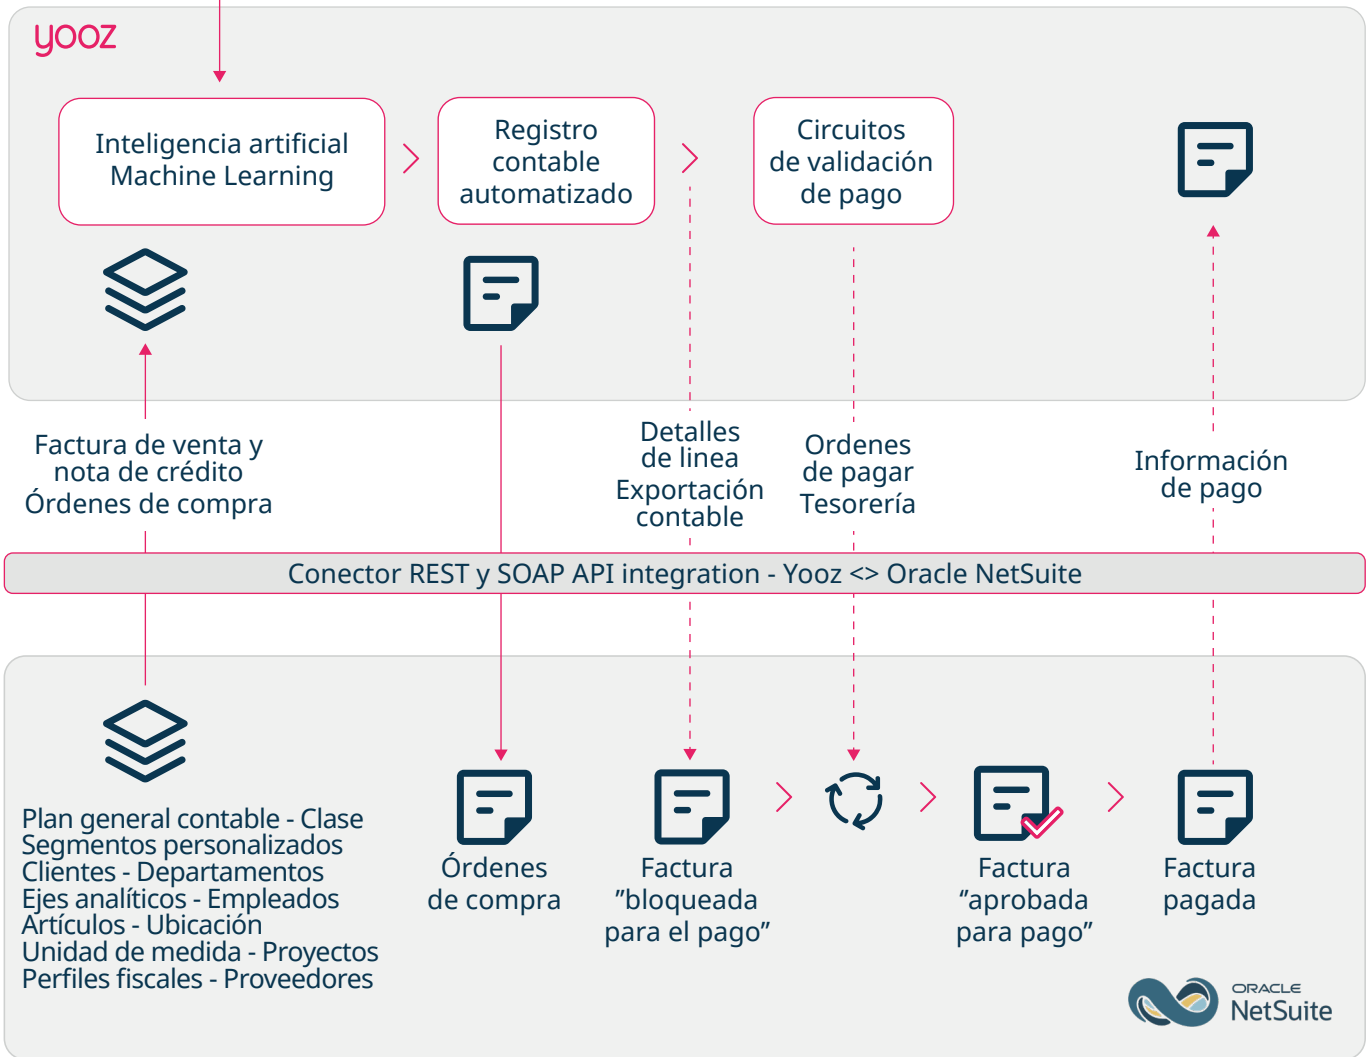 yooz
Inteligencia artificial
Machine Learning
Registro
contable
automatizado
Circuitos
de validación
de pago
Factura de venta y
nota de crédito
Órdenes de compra
Detalles
de linea
Exportación
contable
Ordenes
de pagar
Tesorería
Información
de pago
Conector REST y SOAP API integration - Yooz <> Oracle NetSuite
Plan general contable - Clase
Segmentos personalizados
Clientes - Departamentos
Ejes analíticos - Empleados
Artículos - Ubicación
Unidad de medida - Proyectos
Perfiles fiscales - Proveedores
Órdenes
de compra
Factura
”bloqueada
para el pago”
Factura
“aprobada
para pago”
Factura
pagada
ORACLE
NetSuite